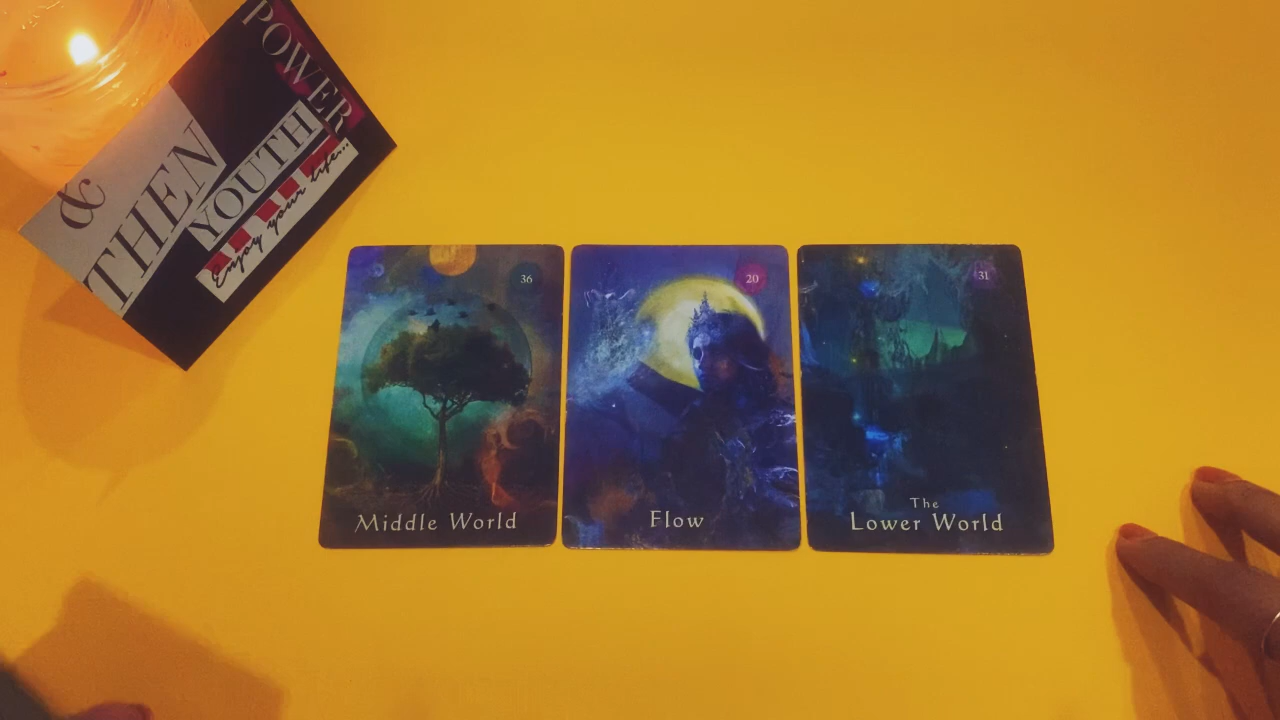 POWER
& THEN
YOUTH
Enjoy your life...
36
Middle World
20
Flow
31
The
Lower World